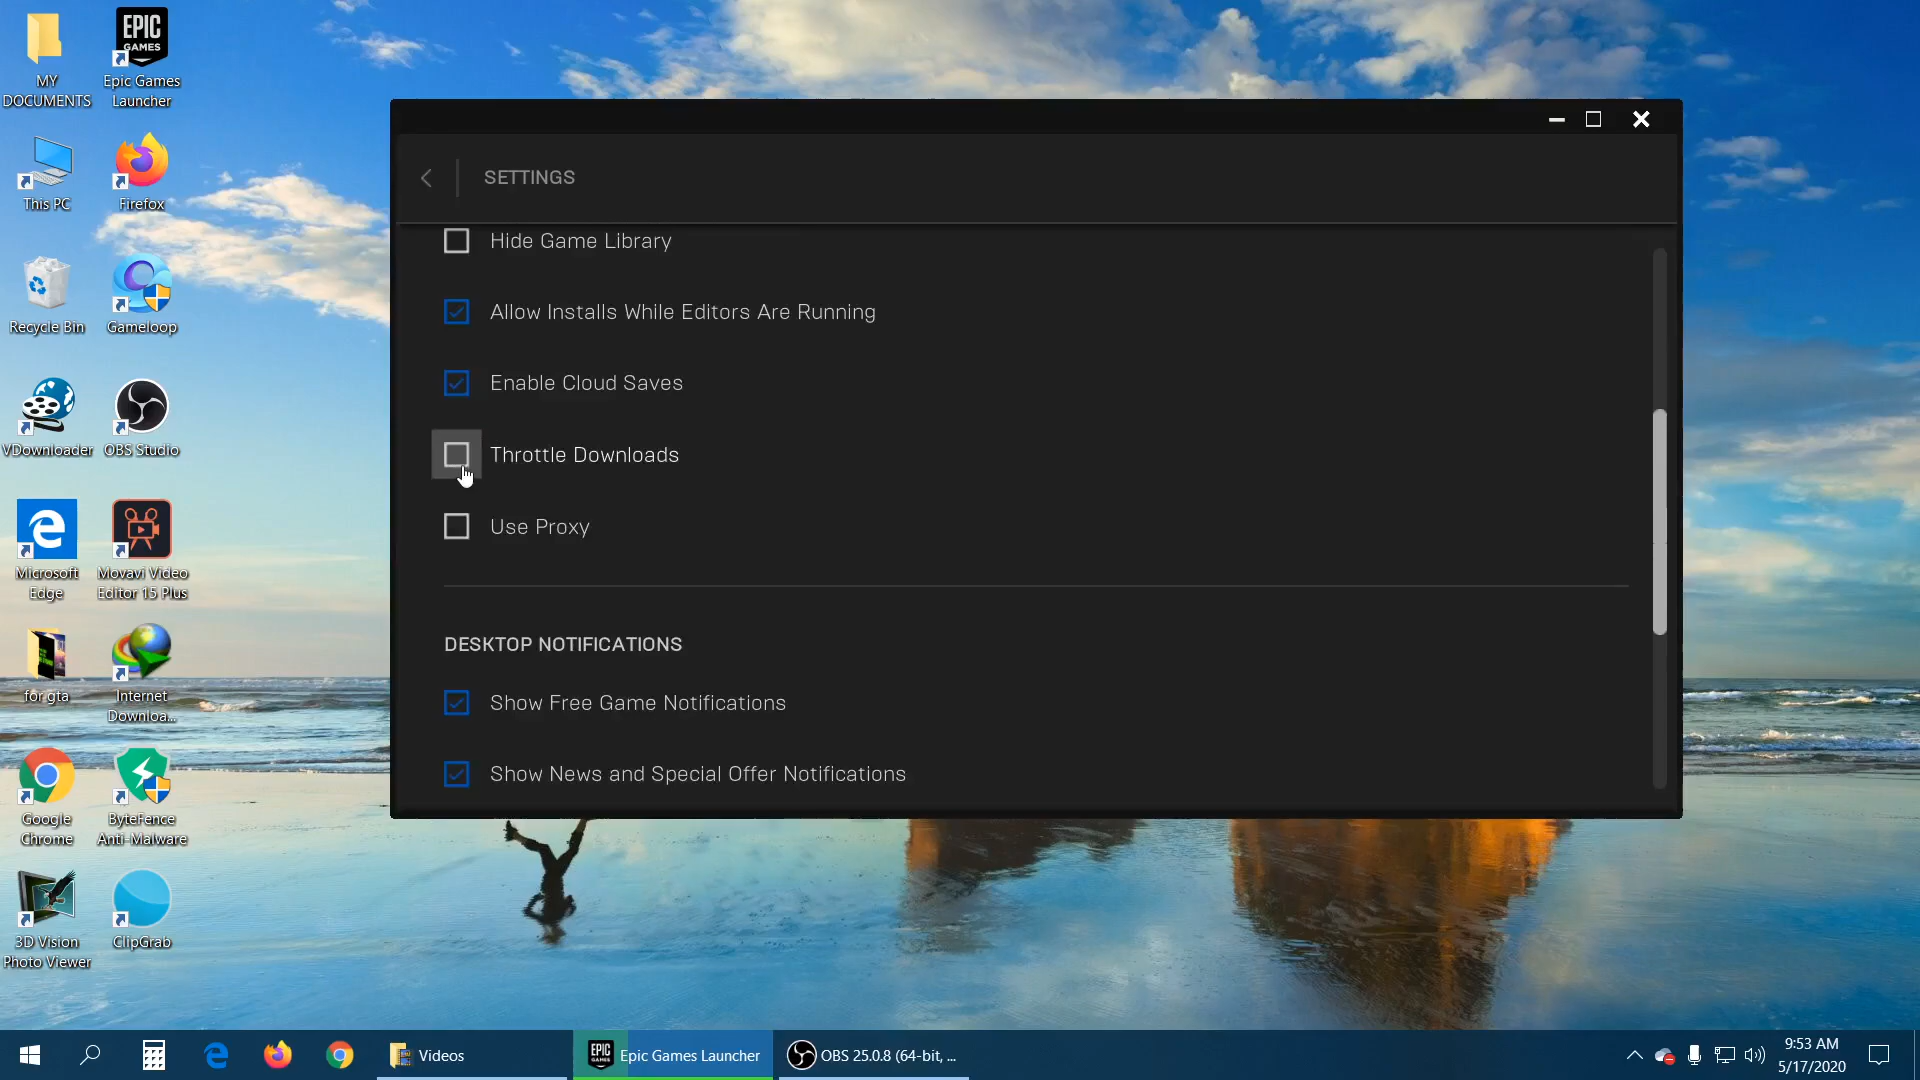 MY
DOCUMENTS
EPIC
GAMES
Epic Games
Launcher
This PC
Firefox
Recycle Bin
Gameloop
VDownloader
OBS Studio
Microsoft
Edge
Movavi Video
Editor 15 Plus
for gta
Internet
Downloa...
Google
Chrome
ByteFence
Anti-Malware
3D Vision
Photo Viewer
ClipGrab
SETTINGS
Hide Game Library
Allow Installs While Editors Are Running
Enable Cloud Saves
Throttle Downloads
Use Proxy
DESKTOP NOTIFICATIONS
Show Free Game Notifications
Show News and Special Offer Notifications
Videos
EPIC
GAMES
Epic Games Launcher
OBS 25.0.8 (64-bit, ...
9:53 AM
5/17/2020